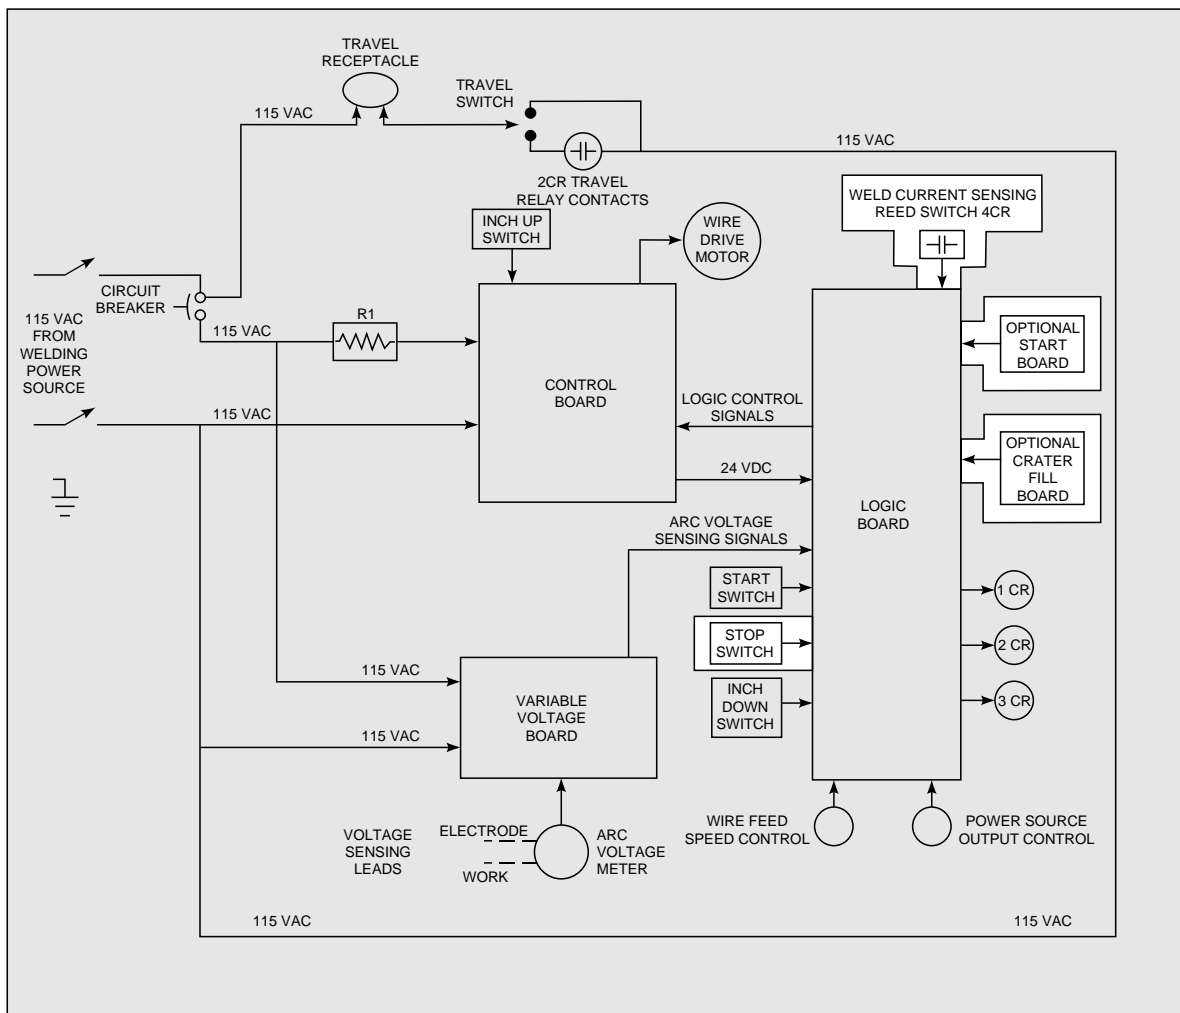 TRAVEL
RECEPTACLE
TRAVEL
SWITCH
115 VAC
115 VAC
2CR TRAVEL
RELAY CONTACTS
INCH UP
SWITCH
WIRE
DRIVE
MOTOR
WELD CURRENT SENSING
REED SWITCH 4CR
CIRCUIT
BREAKER
115 VAC
FROM
WELDING
POWER
SOURCE
115 VAC
R1
CONTROL
BOARD
115 VAC
OPTIONAL
START
BOARD
LOGIC CONTROL
SIGNALS
OPTIONAL
CRATER
FILL
BOARD
24 VDC
LOGIC
BOARD
ARC VOLTAGE
SENSING SIGNALS
START
SWITCH
STOP
SWITCH
INCH
DOWN
SWITCH
1 CR
2 CR
3 CR
115 VAC
VARIABLE
VOLTAGE
BOARD
115 VAC
VOLTAGE
SENSING
LEADS
ELECTRODE
WORK
ARC
VOLTAGE
METER
WIRE FEED
SPEED CONTROL
POWER SOURCE
OUTPUT CONTROL
115 VAC
115 VAC